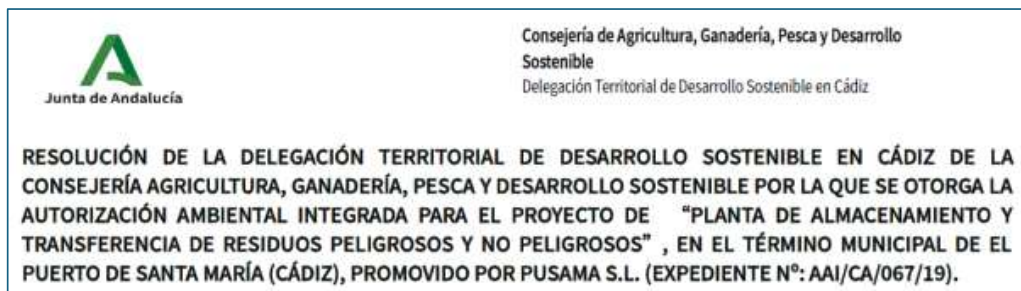 Junta de Andalucía
Consejería de Agricultura, Ganadería, Pesca y Desarrollo
Sostenible
Delegación Territorial de Desarrollo Sostenible en Cádiz
RESOLUCIÓN DE LA DELEGACIÓN TERRITORIAL DE DESARROLLO SOSTENIBLE EN CÁDIZ DE LA
CONSEJERÍA AGRICULTURA, GANADERÍA, PESCA Y DESARROLLO SOSTENIBLE POR LA QUE SE OTORGA LA
AUTORIZACIÓN AMBIENTAL INTEGRADA PARA EL PROYECTO DE “PLANTA DE ALMACENAMIENTO Y
TRANSFERENCIA DE RESIDUOS PELIGROSOS Y NO PELIGROSOS” , EN EL TÉRMINO MUNICIPAL DE EL
PUERTO DE SANTA MARÍA (CÁDIZ), PROMOVIDO POR PUSAMA S.L. (EXPEDIENTE Nº: AAI/CA/067/19).